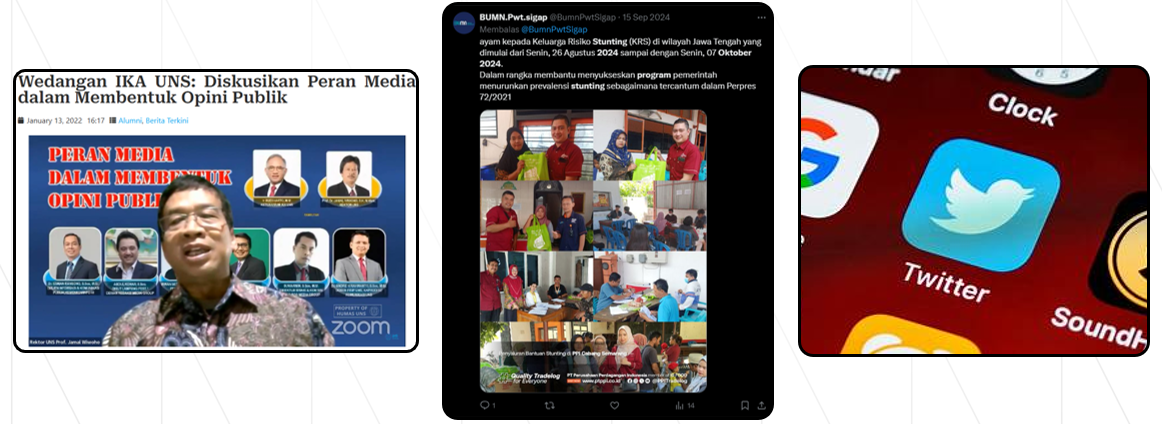 Wedangan IKA UNS: Diskusikan Peran Media
dalam Membentuk Opini Publik
January 13, 2022 16:17 Alumni, Berita Terkini
PERAN MEDIA
DALAM MEMBENTUK
OPINI PUBLI
PROPERTY OF
HUMAS UNS
zoom
Rektor UNS Prof. Jamal Wiwoho
BUMN.Pwt.sigap @BumnPwtSigap · 15 Sep 2024
Membalas @BumnPwtSigap
ayam kepada Keluarga Risiko Stunting (KRS) di wilayah Jawa Tengah yang
dimulai dari Senin, 26 Agustus 2024 sampai dengan Senin, 07 Oktober
2024.
Dalam rangka membantu menyukseskan program pemerintah
menurunkan prevalensi stunting sebagaimana tercantum dalam Perpres
72/2021
Penyaluran Bantuan Stunting di PPI Cabang Semarang
Quality Tradelog
for Everyone
PT Perusahaan Perdagangan Indonesia
www.ptppi.co.id
1
14
ndar
Clock
Twitter
SoundH